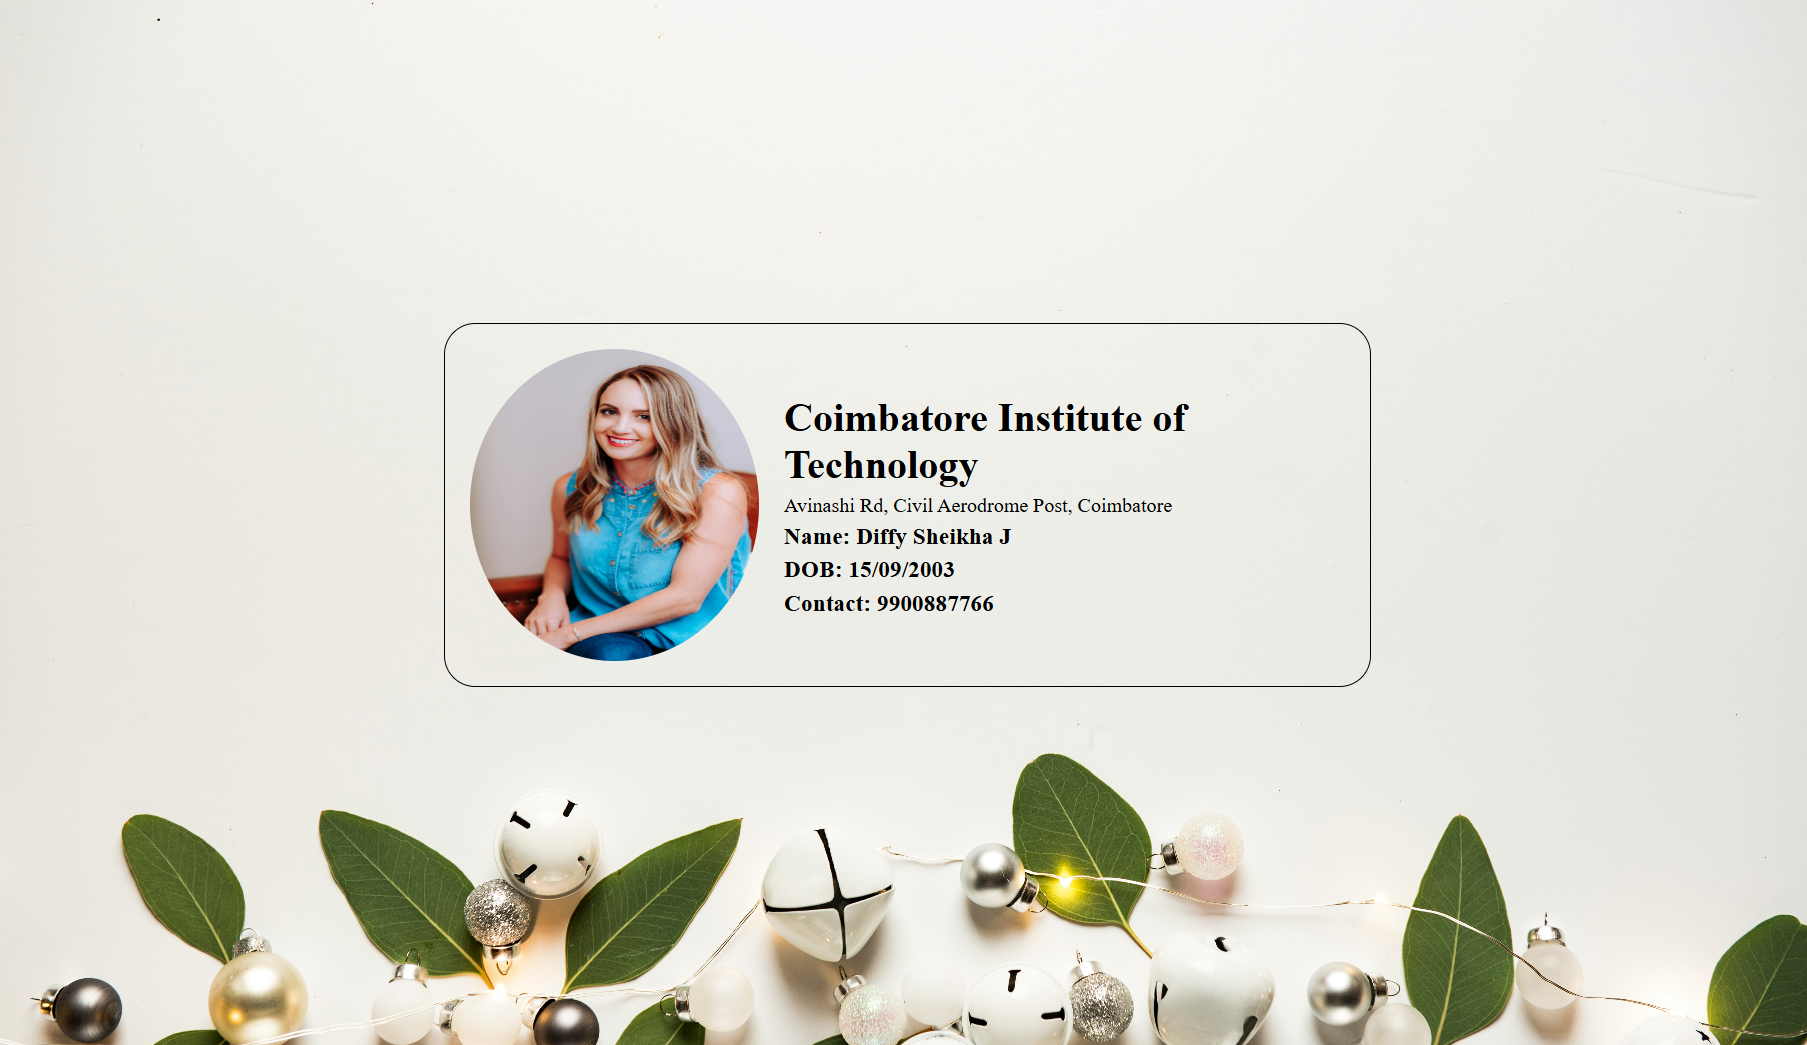 Coimbatore Institute of
Technology
Avinashi Rd, Civil Aerodrome Post, Coimbatore
Name: Diffy Sheikha J
DOB: 15/09/2003
Contact: 9900887766